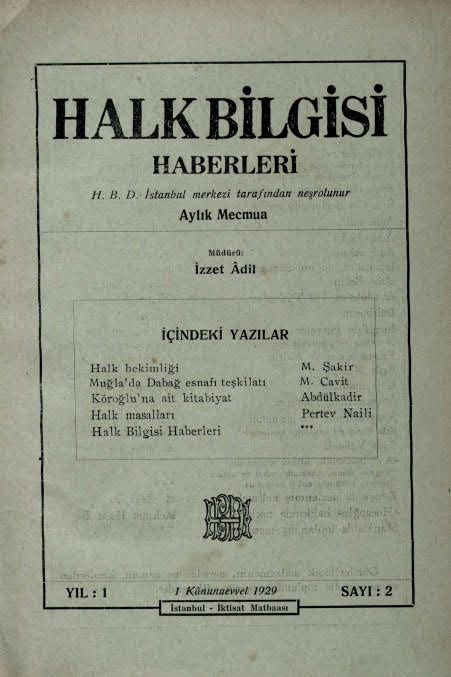 HALK BİLGİSİ
HABERLERİ
H. B. D. İstanbul merkezi tarafından neşrolunur
Aylık Mecmua
Müdürü:
İzzet Âdil
İÇİNDEKİ YAZILAR
Halk hekimliği M. Şakir
Muğla'da Dabağ esnafı teşkilatı M. Cavit
Köroğlu'na ait kitabiyat Abdülkadir
Halk masalları Pertev Naili
Halk Bilgisi Haberleri ***
YIL : 1 1 Kânunuevvel 1929 SAYI : 2
İstanbul - İktisat Matbaası